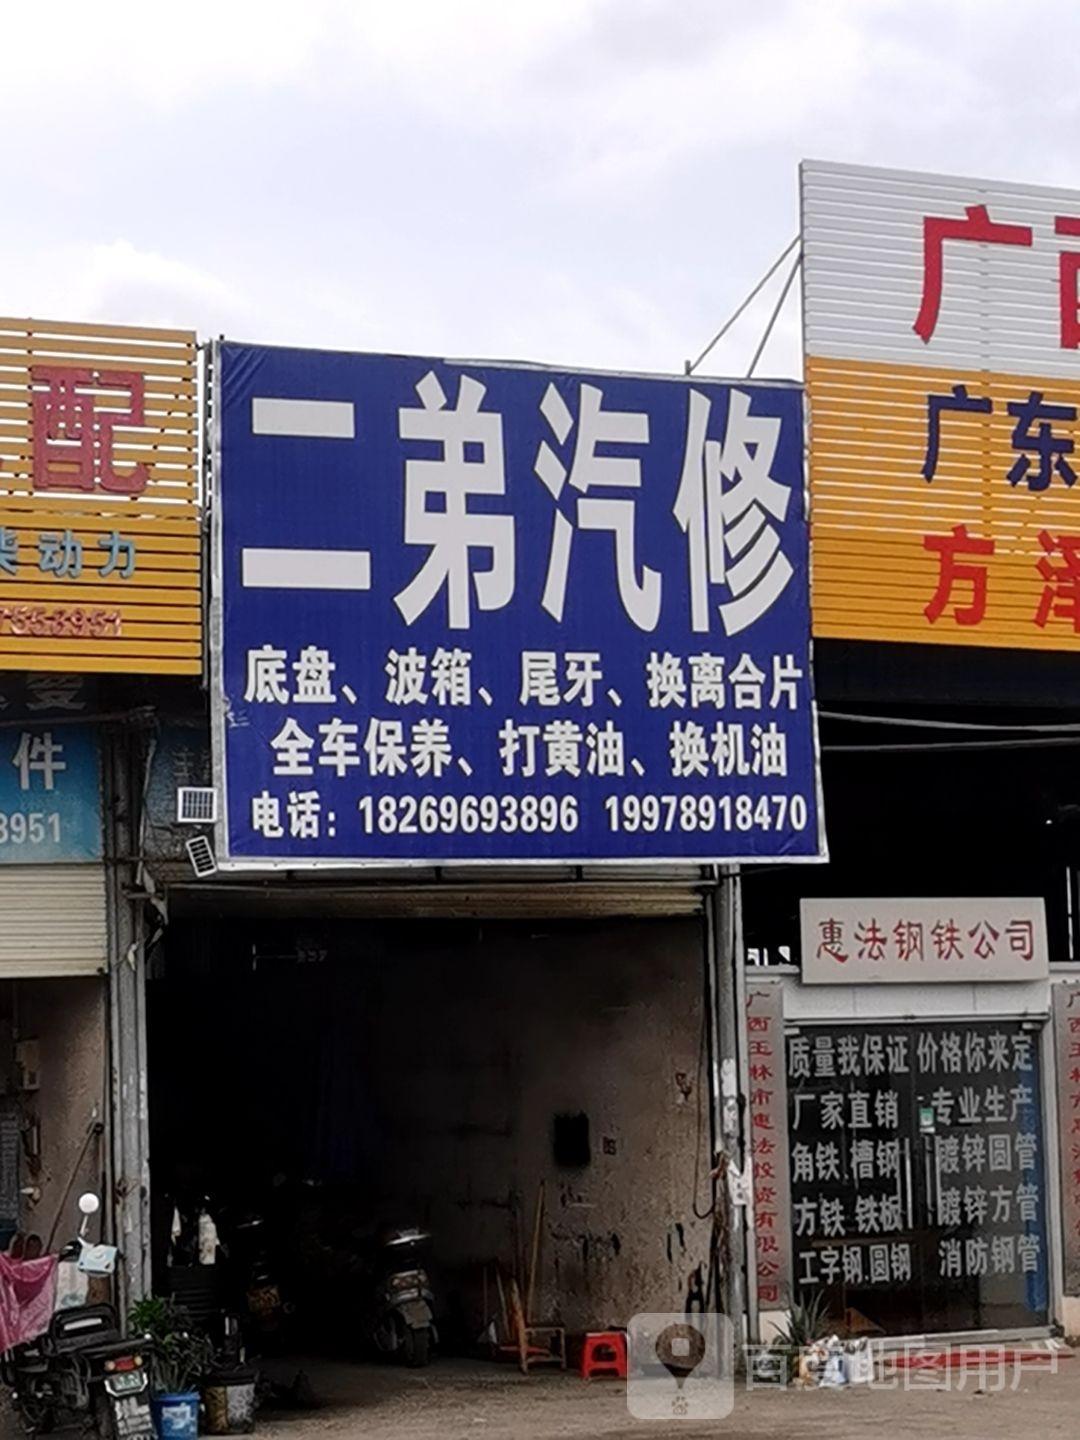 二弟汽修
底盘、波箱、尾牙、换离合片
全车保养、打黄油、换机油
电话: 18269693896 19978918470
配
柴动力
7553951
件
8951
广西
广东
方泽
惠法钢铁公司
广西玉林市惠法投资有限公司
质量我保证 价格你来定
厂家直销 专业生产
角铁 槽钢 镀锌圆管
方铁 铁板 镀锌方管
工字钢.圆钢 消防钢管
百度地图用户